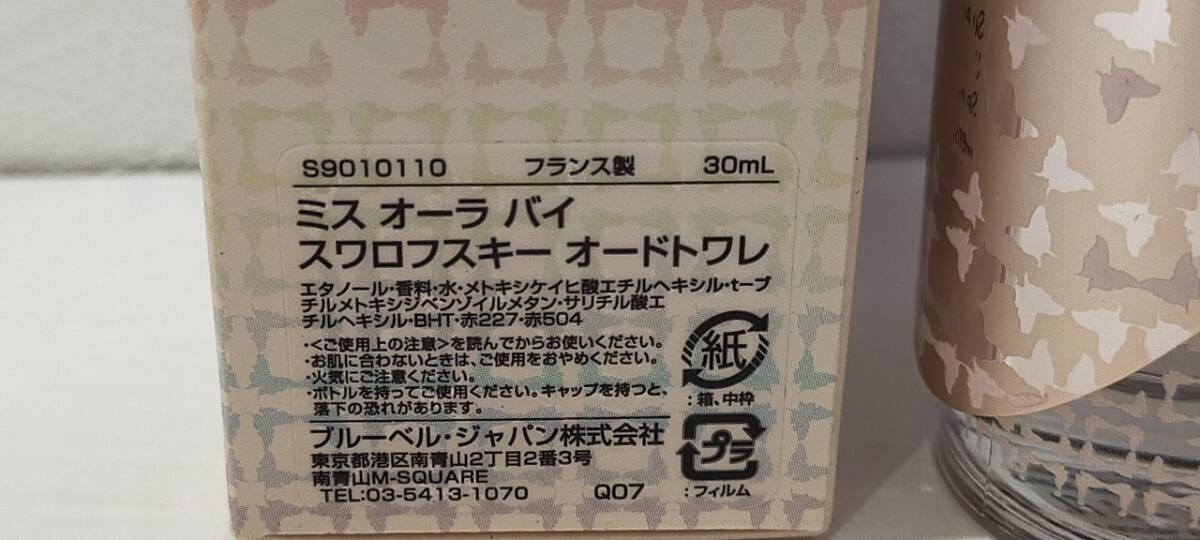 S9010110 フランス製 30mL
ミス オーラ バイ
スワロフスキー オードトワレ
エタノール・香料・水・メトキシケイヒ酸エチルヘキシル・t-ブ
チルメトキシジベンゾイルメタン・サリチル酸エ
チルヘキシル・BHT・赤227・赤504
・<ご使用上の注意>を読んでからお使いください。
・お肌に合わないときは、ご使用をおやめください。
・火気にご注意ください。
・ボトルを持ってご使用ください。キャップを持つと、
落下の恐れがあります。
紙
：箱、中枠
ブルーベル・ジャパン株式会社
東京都港区南青山2丁目2番3号
南青山M-SQUARE
TEL:03-5413-1070 Q07
プラ
：フィルム